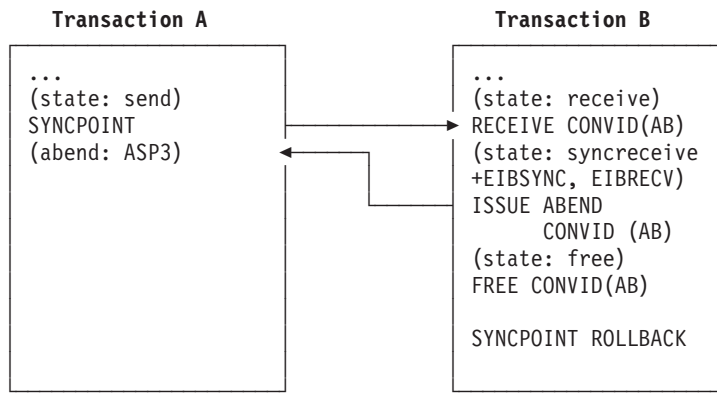 Transaction A
Transaction B
...
(state: send)
SYNCPOINT
(abend: ASP3)
...
(state: receive)
RECEIVE CONVID(AB)
(state: syncreceive
+EIBSYNC, EIBRECV)
ISSUE ABEND
CONVID (AB)
(state: free)
FREE CONVID(AB)
SYNCPOINT ROLLBACK